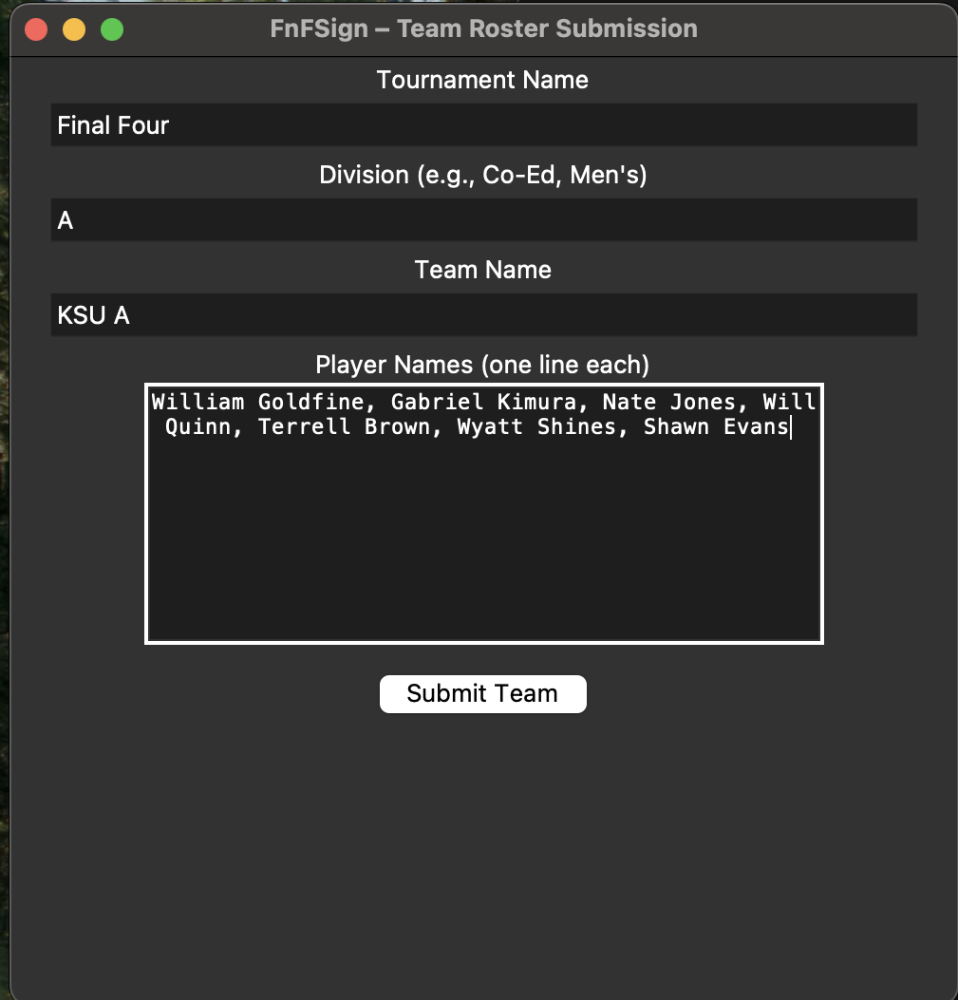 FnFSign – Team Roster Submission
Tournament Name
Final Four
Division (e.g., Co-Ed, Men's)
A
Team Name
KSU A
Player Names (one line each)
William Goldfine, Gabriel Kimura, Nate Jones, Will
Quinn, Terrell Brown, Wyatt Shines, Shawn Evans
Submit Team